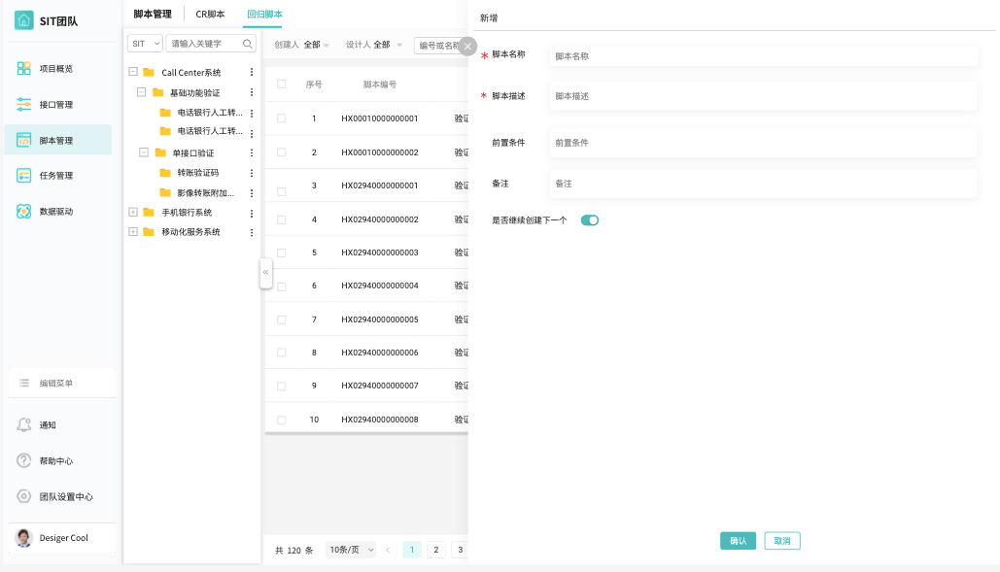 SIT团队
项目概览
接口管理
脚本管理
任务管理
数据驱动
编辑菜单
通知
帮助中心
团队设置中心
Desiger Cool
脚本管理 CR脚本 回归脚本
SIT 请输入关键字
Call Center系统
基础功能验证
电话银行人工转...
电话银行人工转...
单接口验证
转账验证码
影像转账附加...
手机银行系统
移动化服务系统
创建人 全部 设计人 全部 编号或名称
序号 脚本编号
1 HX00010000000001 验证
2 HX00010000000002 验证
3 HX02940000000001 验证
4 HX02940000000002 验证
5 HX02940000000003 验证
6 HX02940000000004 验证
7 HX02940000000005 验证
8 HX02940000000006 验证
9 HX02940000000007 验证
10 HX02940000000008 验证
共 120 条 10条/页 < 1 2 3
新增
* 脚本名称 脚本名称
* 脚本描述 脚本描述
前置条件 前置条件
备注 备注
是否继续创建下一个
确认 取消